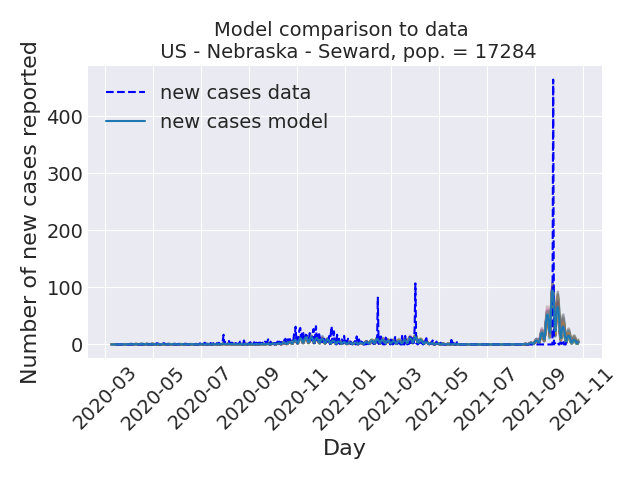 Model comparison to data
US - Nebraska - Seward, pop. = 17284
Number of new cases reported
new cases data
new cases model
400
300
200
100
0
2020-03
2020-05
2020-07
2020-09
2020-11
2021-01
2021-03
2021-05
2021-07
2021-09
2021-11
Day